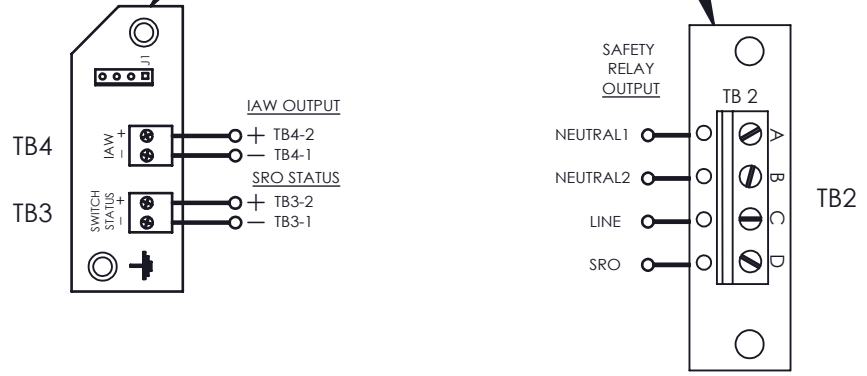 J1
TB4
IAW
+
−
IAW OUTPUT
+ TB4-2
− TB4-1
TB3
SWITCH
STATUS
+
−
SRO STATUS
+ TB3-2
− TB3-1
SAFETY
RELAY
OUTPUT
TB 2
NEUTRAL1
A
NEUTRAL2
B
LINE
C
SRO
D
TB2